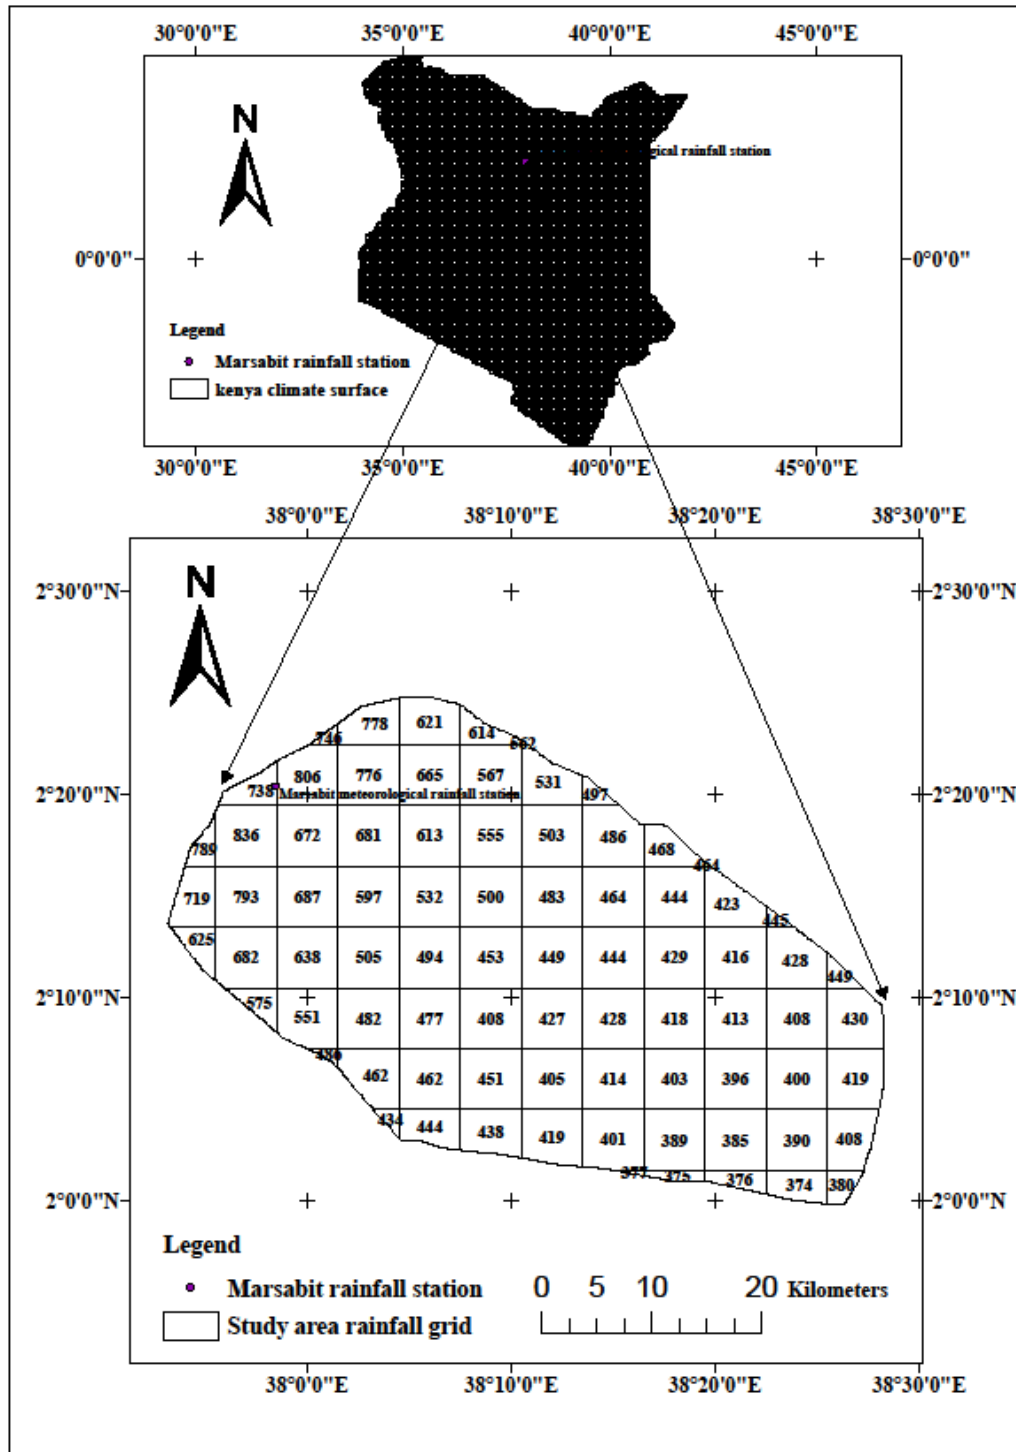 30°0'0"E 35°0'0"E 40°0'0"E 45°0'0"E
N
gical rainfall station
0°0'0" 0°0'0"
Legend
Marsabit rainfall station
kenya climate surface
30°0'0"E 35°0'0"E 40°0'0"E 45°0'0"E
38°0'0"E 38°10'0"E 38°20'0"E 38°30'0"E
N
2°30'0"N 2°30'0"N
746 778 621 614 562
738 806 776 665 567 531 497
2°20'0"N 2°20'0"N
Marsabit meteorological rainfall station
789 836 672 681 613 555 503 486 468 464
719 793 687 597 532 500 483 464 444 423 445
625 682 638 505 494 453 449 444 429 416 428 449
2°10'0"N 2°10'0"N
575 551 482 477 408 427 428 418 413 408 430
486 462 462 451 405 414 403 396 400 419
434 444 438 419 401 389 385 390 408
377 375 376 374 380
2°0'0"N 2°0'0"N
Legend
Marsabit rainfall station
Study area rainfall grid
0 5 10 20 Kilometers
38°0'0"E 38°10'0"E 38°20'0"E 38°30'0"E